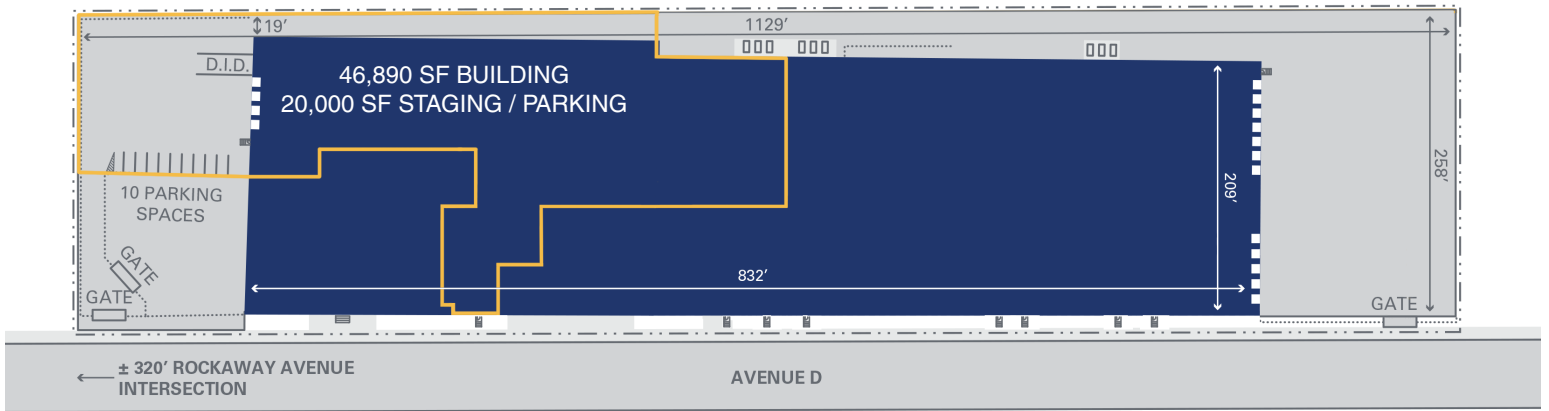 19’
1129’
D.I.D.
46,890 SF BUILDING
20,000 SF STAGING / PARKING
258’
209’
10 PARKING
SPACES
GATE
832’
GATE
GATE
± 320’ ROCKAWAY AVENUE
INTERSECTION
AVENUE D